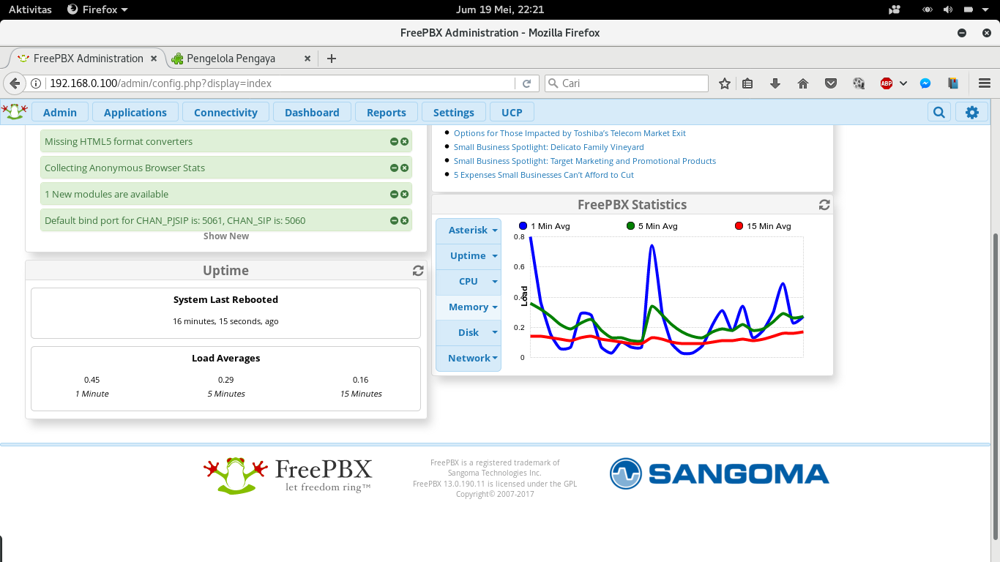 Aktivitas Firefox Jum 19 Mei, 22:21
FreePBX Administration - Mozilla Firefox
FreePBX Administration Pengelola Pengaya
192.168.0.100/admin/config.php?display=index Cari ABP
Admin Applications Connectivity Dashboard Reports Settings UCP
Missing HTML5 format converters
Collecting Anonymous Browser Stats
1 New modules are available
Default bind port for CHAN_PJSIP is: 5061, CHAN_SIP is: 5060
Show New
Uptime
System Last Rebooted
16 minutes, 15 seconds, ago
Load Averages
0.45 0.29 0.16
1 Minute 5 Minutes 15 Minutes
Options for Those Impacted by Toshiba's Telecom Market Exit
Small Business Spotlight: Delicato Family Vineyard
Small Business Spotlight: Target Marketing and Promotional Products
5 Expenses Small Businesses Can't Afford to Cut
FreePBX Statistics
Asterisk
Uptime
CPU
Memory
Disk
Network
1 Min Avg 5 Min Avg 15 Min Avg
0.8
0.6
0.4
0.2
0
Load
FreePBX
let freedom ring™
FreePBX is a registered trademark of
Sangoma Technologies Inc.
FreePBX 13.0.190.11 is licensed under the GPL
Copyright© 2007-2017
SANGOMA